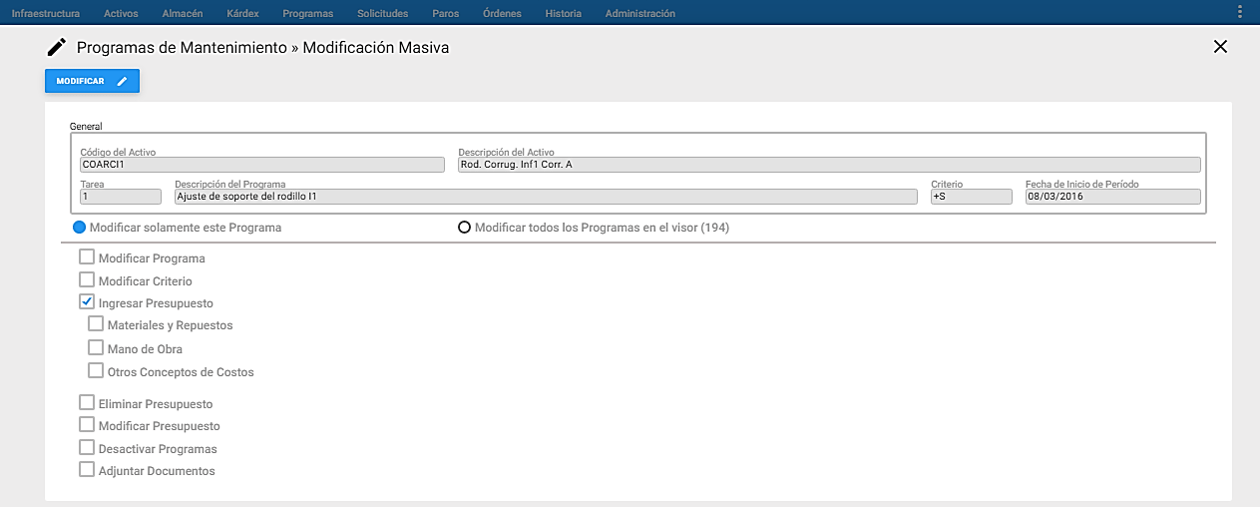 Infraestructura Activos Almacén Kárdex Programas Solicitudes Paros Órdenes Historia Administración
Programas de Mantenimiento » Modificación Masiva
MODIFICAR
General
Código del Activo Descripción del Activo
COARCI1 Rod. Corrug. Inf1 Corr. A
Tarea Descripción del Programa Criterio Fecha de Inicio de Período
1 Ajuste de soporte del rodillo I1 +S 08/03/2016
Modificar solamente este Programa Modificar todos los Programas en el visor (194)
Modificar Programa
Modificar Criterio
Ingresar Presupuesto
Materiales y Repuestos
Mano de Obra
Otros Conceptos de Costos
Eliminar Presupuesto
Modificar Presupuesto
Desactivar Programas
Adjuntar Documentos